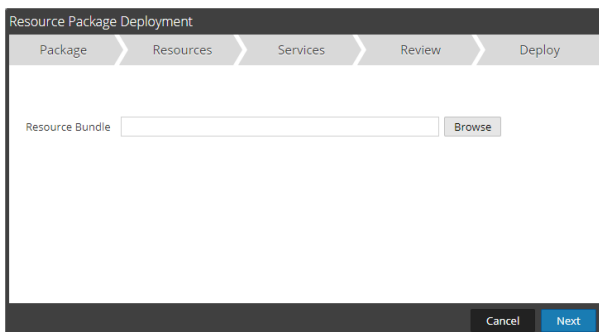 Resource Package Deployment
Package Resources Services Review Deploy
Resource Bundle Browse
Cancel Next